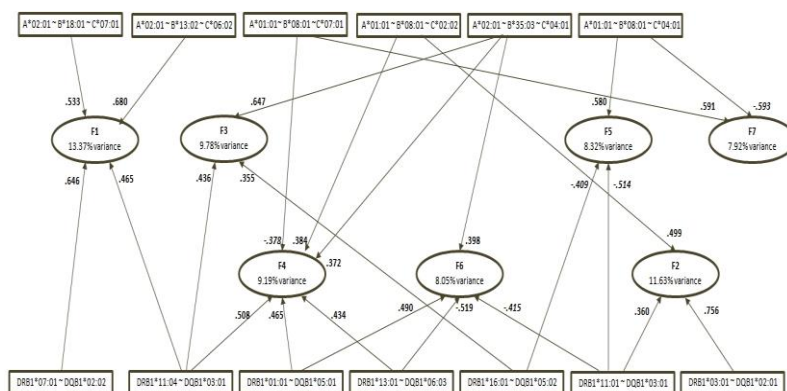 A*02:01~B*18:01~C*07:01
A*02:01~B*13:02~C*06:02
A*01:01~B*08:01~C*07:01
A*01:01~B*08:01~C*02:02
A*02:01~B*35:03~C*04:01
A*01:01~B*08:01~C*04:01
.533
.680
.647
.580
.591
-.593
F1
13.37%variance
F3
9.78%variance
F5
8.32%variance
F7
7.92%variance
.646
.465
.436
.355
-.409
-.514
-.378
.384
.372
.398
.499
F4
9.19%variance
F6
8.05%variance
F2
11.63%variance
.508
.465
.434
.490
-.519
-.415
.360
.756
DRB1*07:01~DQB1*02:02
DRB1*11:04~DQB1*03:01
DRB1*01:01~DQB1*05:01
DRB1*13:01~DQB1*06:03
DRB1*16:01~DQB1*05:02
DRB1*11:01~DQB1*03:01
DRB1*03:01~DQB1*02:01